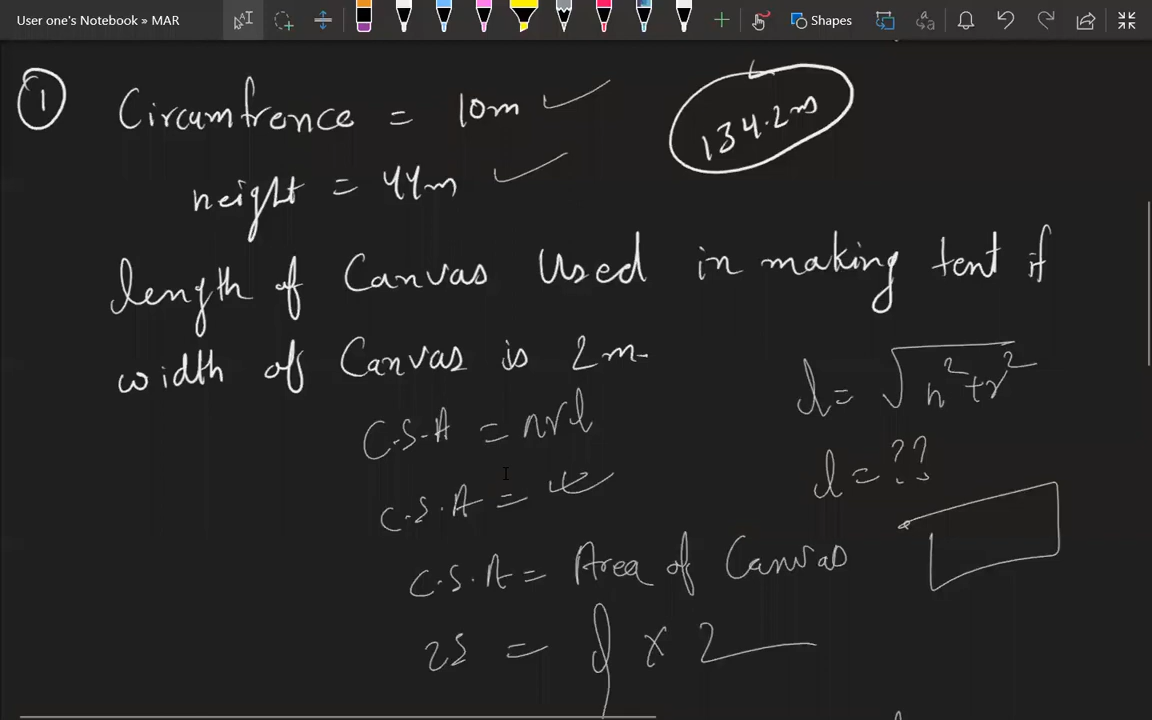 User one's Notebook » MAR
Shapes
1 Circumfrence = 10m
134.2m
height = 44m
length of Canvas Used in making tent if
width of Canvas is 2m.
l = √h²+r²
C.S.A = πrl
l = ??
C.S.A =
C.S.A = Area of Canvas
25 = l x 2